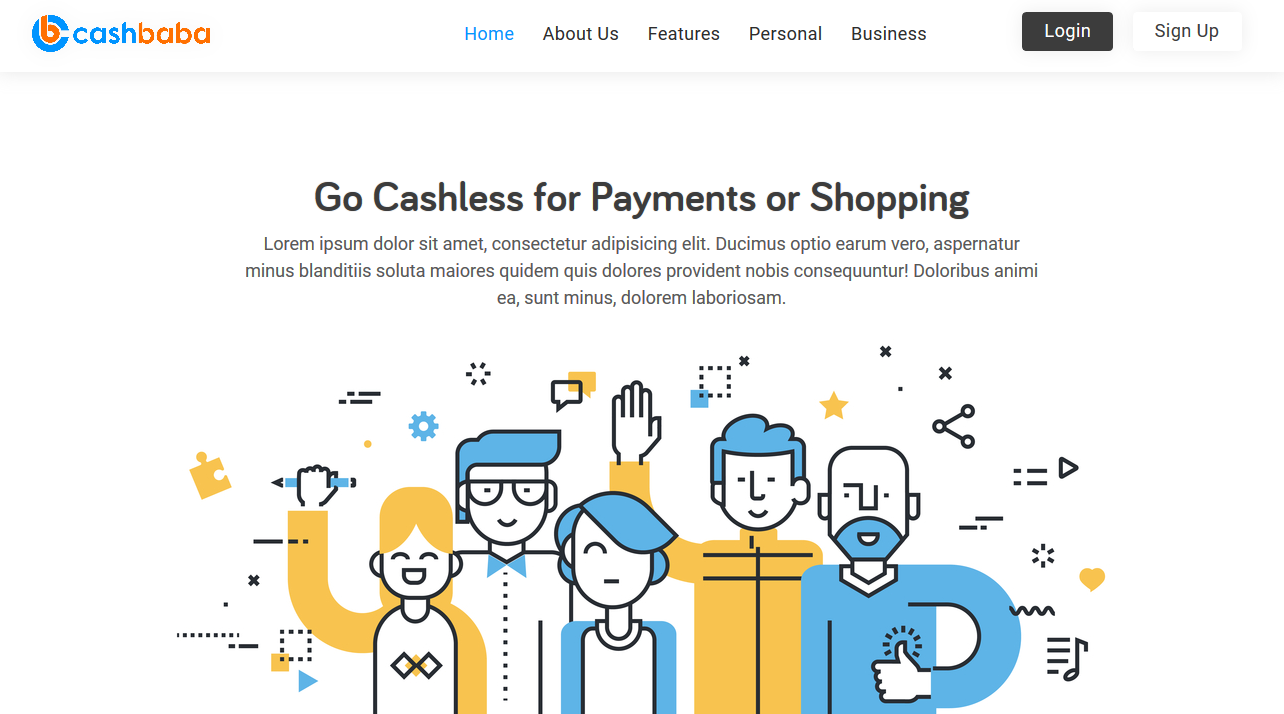 cashbaba
Home About Us Features Personal Business
Login Sign Up
Go Cashless for Payments or Shopping
Lorem ipsum dolor sit amet, consectetur adipisicing elit. Ducimus optio earum vero, aspernatur
minus blanditiis soluta maiores quidem quis dolores provident nobis consequuntur! Doloribus animi
ea, sunt minus, dolorem laboriosam.